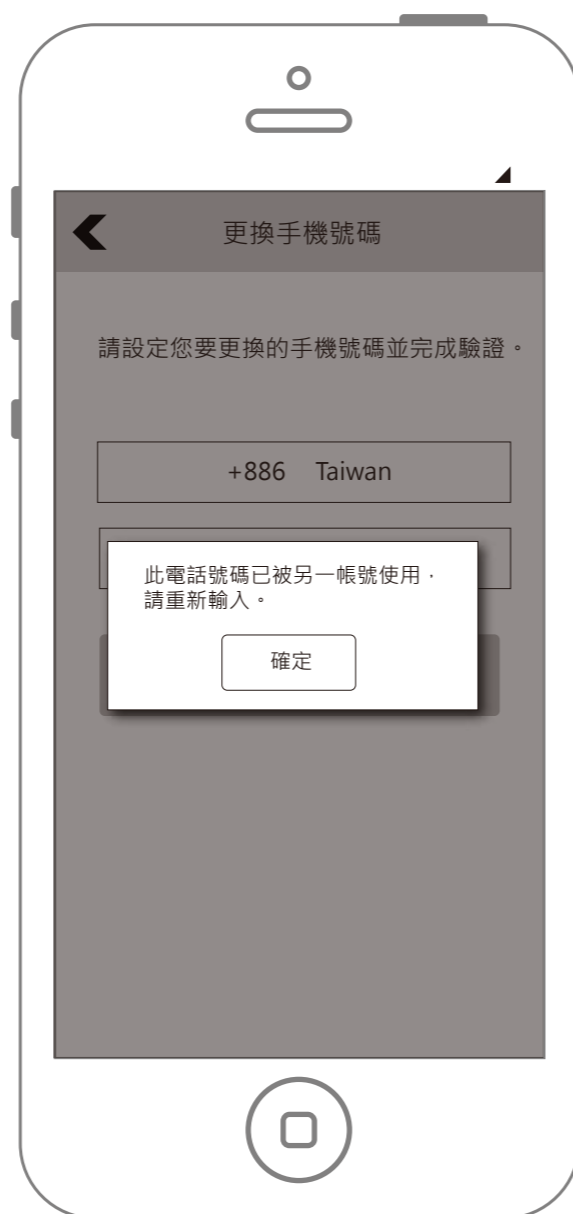 更換手機號碼
請設定您要更換的手機號碼並完成驗證。
+886 Taiwan
此電話號碼已被另一帳號使用，
請重新輸入。
確定